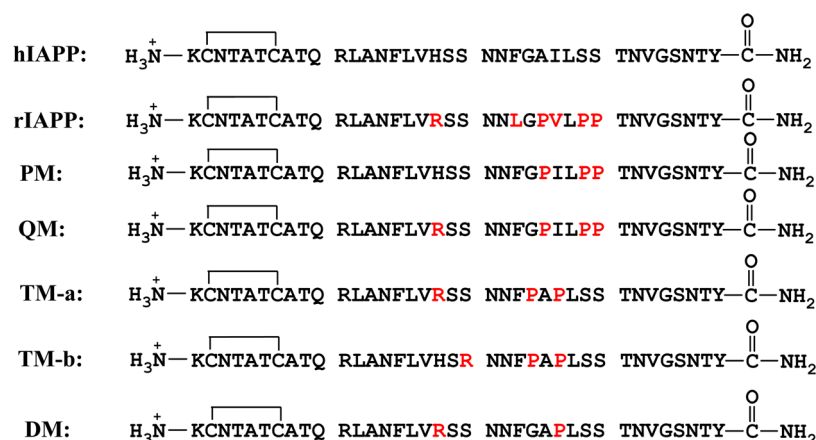 hIAPP: H₃N⁺—KCNTATCATQ RLANFLVHSS NNFGAILSS TNVGSNTY—C(=O)—NH₂
rIAPP: H₃N⁺—KCNTATCATQ RLANFLVRSS NNLGPVLPP TNVGSNTY—C(=O)—NH₂
PM: H₃N⁺—KCNTATCATQ RLANFLVHSS NNFGPILPP TNVGSNTY—C(=O)—NH₂
QM: H₃N⁺—KCNTATCATQ RLANFLVRSS NNFGPILPP TNVGSNTY—C(=O)—NH₂
TM-a: H₃N⁺—KCNTATCATQ RLANFLVRSS NNFPAPLSS TNVGSNTY—C(=O)—NH₂
TM-b: H₃N⁺—KCNTATCATQ RLANFLVHSR NNFPAPLSS TNVGSNTY—C(=O)—NH₂
DM: H₃N⁺—KCNTATCATQ RLANFLVRSS NNFGAPLSS TNVGSNTY—C(=O)—NH₂